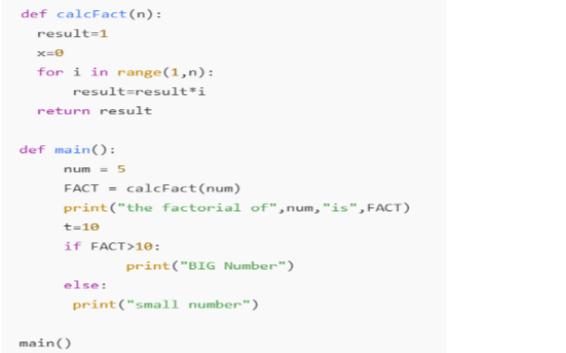 def calcFact(n):
  result=1
  x=0
  for i in range(1,n):
      result=result*i
  return result

def main():
     num = 5
     FACT = calcFact(num)
     print("the factorial of",num,"is",FACT)
     t=10
     if FACT>10:
            print("BIG Number")
     else:
      print("small number")

main()